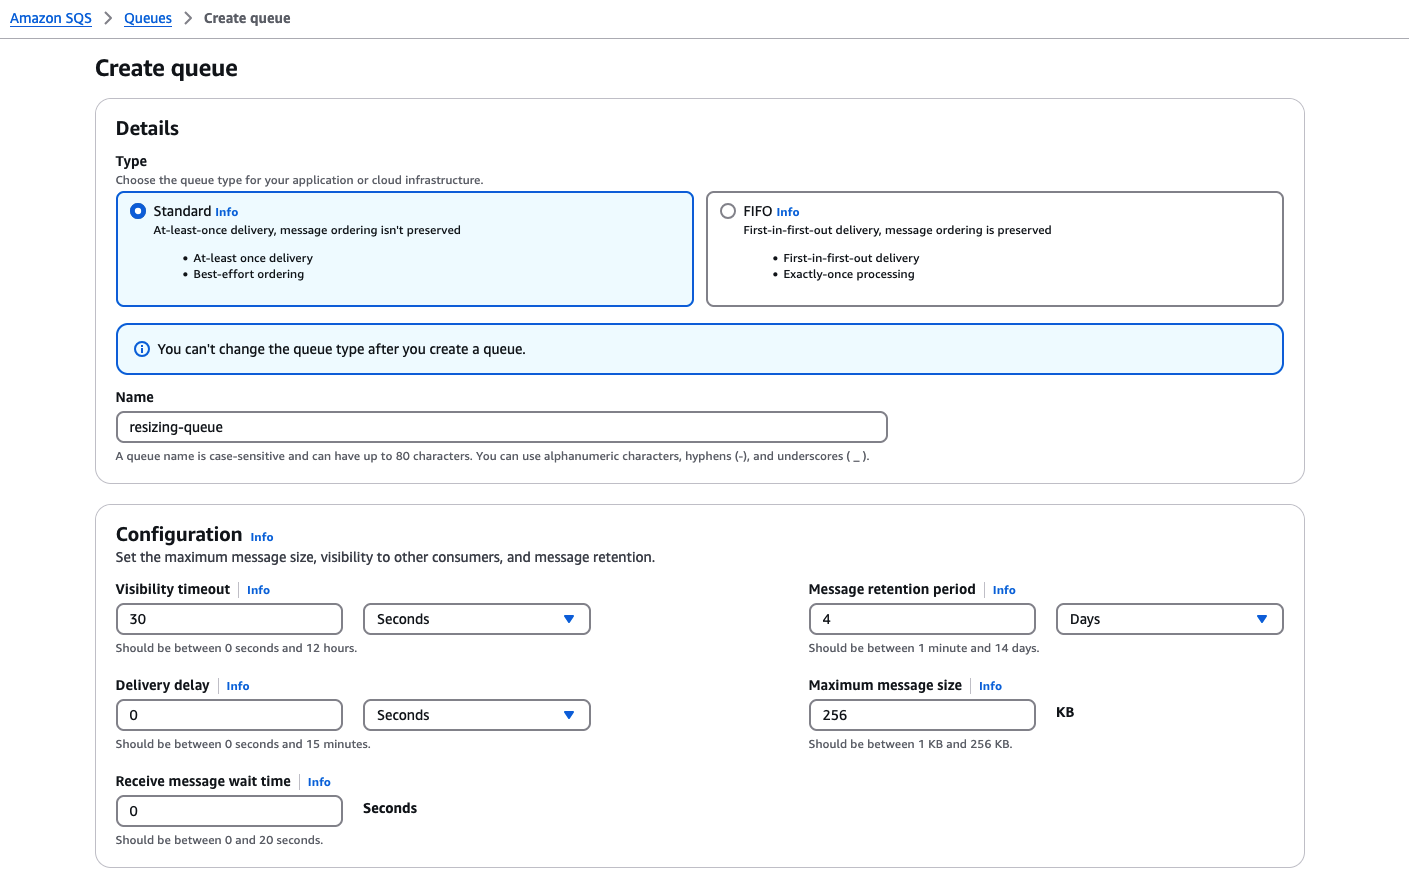 Amazon SQS > Queues > Create queue
Create queue
Details
Type
Choose the queue type for your application or cloud infrastructure.
Standard Info
At-least-once delivery, message ordering isn't preserved
• At-least once delivery
• Best-effort ordering
FIFO Info
First-in-first-out delivery, message ordering is preserved
• First-in-first-out delivery
• Exactly-once processing
You can't change the queue type after you create a queue.
Name
resizing-queue
A queue name is case-sensitive and can have up to 80 characters. You can use alphanumeric characters, hyphens (-), and underscores ( _ ).
Configuration Info
Set the maximum message size, visibility to other consumers, and message retention.
Visibility timeout Info
30 Seconds
Should be between 0 seconds and 12 hours.
Message retention period Info
4 Days
Should be between 1 minute and 14 days.
Delivery delay Info
0 Seconds
Should be between 0 seconds and 15 minutes.
Maximum message size Info
256 KB
Should be between 1 KB and 256 KB.
Receive message wait time Info
0 Seconds
Should be between 0 and 20 seconds.